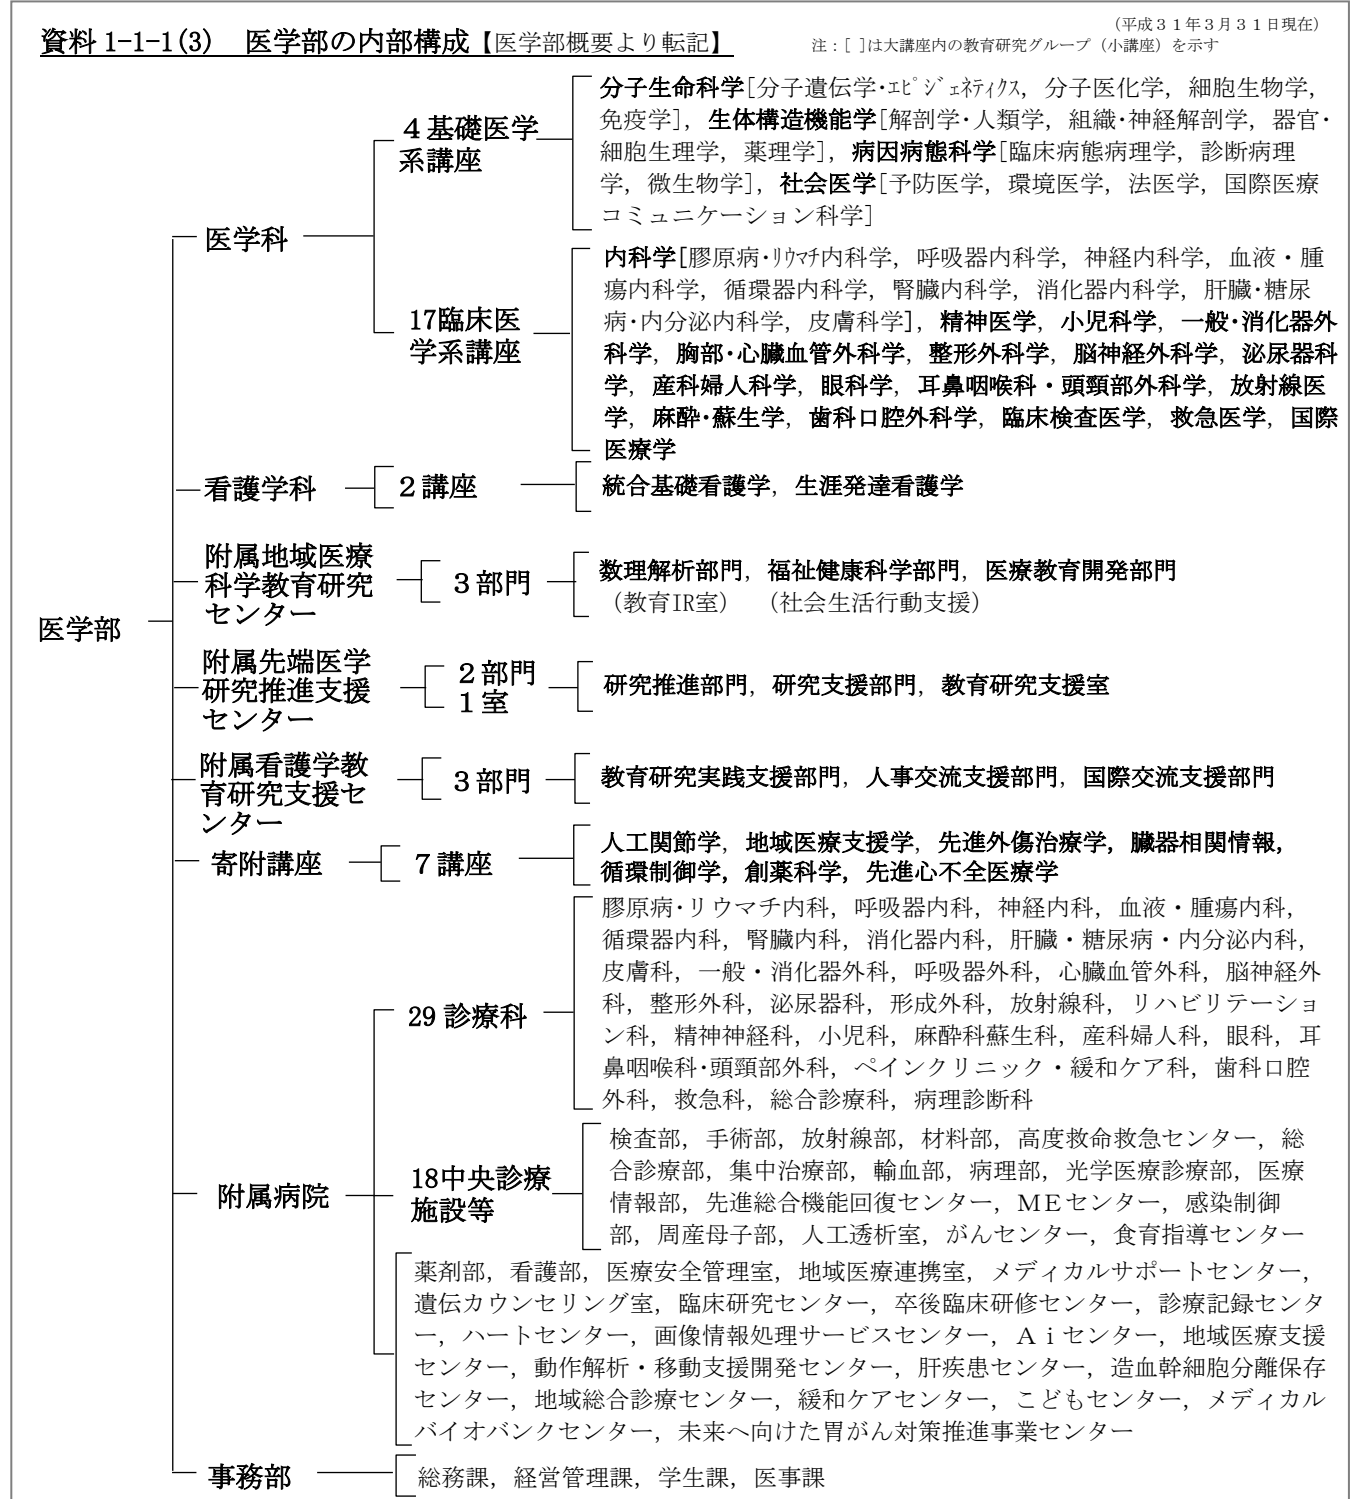 (平成３１年３月３１日現在)
資料 1-1-1(3)　医学部の内部構成【医学部概要より転記】
注：[ ]は大講座内の教育研究グループ（小講座）を示す
医学部
医学科
４基礎医学
系講座
分子生命科学[分子遺伝学・ｴﾋﾟｼﾞｪﾈﾃｨｸｽ，分子医化学，細胞生物学，
免疫学]，生体構造機能学[解剖学・人類学，組織・神経解剖学，器官・
細胞生理学，薬理学]，病因病態科学[臨床病態病理学，診断病理
学，微生物学]，社会医学[予防医学，環境医学，法医学，国際医療
コミュニケーション科学]
17臨床医
学系講座
内科学[膠原病・ﾘｳﾏﾁ内科学，呼吸器内科学，神経内科学，血液・腫
瘍内科学，循環器内科学，腎臓内科学，消化器内科学，肝臓・糖尿
病・内分泌内科学，皮膚科学]，精神医学，小児科学，一般・消化器外
科学，胸部・心臓血管外科学，整形外科学，脳神経外科学，泌尿器科
学，産科婦人科学，眼科学，耳鼻咽喉科・頭頸部外科学，放射線医
学，麻酔・蘇生学，歯科口腔外科学，臨床検査医学，救急医学，国際
医療学
看護学科
２講座
統合基礎看護学，生涯発達看護学
附属地域医療
科学教育研究
センター
３部門
数理解析部門，福祉健康科学部門，医療教育開発部門
（教育IR室）（社会生活行動支援）
附属先端医学
研究推進支援
センター
２部門
１室
研究推進部門，研究支援部門，教育研究支援室
附属看護学教
育研究支援セ
ンター
３部門
教育研究実践支援部門，人事交流支援部門，国際交流支援部門
寄附講座
７講座
人工関節学，地域医療支援学，先進外傷治療学，臓器相関情報，
循環制御学，創薬科学，先進心不全医療学
附属病院
29 診療科
膠原病・リウマチ内科，呼吸器内科，神経内科，血液・腫瘍内科，
循環器内科，腎臓内科，消化器内科，肝臓・糖尿病・内分泌内科，
皮膚科，一般・消化器外科，呼吸器外科，心臓血管外科，脳神経外
科，整形外科，泌尿器科，形成外科，放射線科，リハビリテーショ
ン科，精神神経科，小児科，麻酔科蘇生科，産科婦人科，眼科，耳
鼻咽喉科・頭頸部外科，ペインクリニック・緩和ケア科，歯科口腔
外科，救急科，総合診療科，病理診断科
18中央診療
施設等
検査部，手術部，放射線部，材料部，高度救命救急センター，総
合診療部，集中治療部，輸血部，病理部，光学医療診療部，医療
情報部，先進総合機能回復センター，ＭＥセンター，感染制御
部，周産母子部，人工透析室，がんセンター，食育指導センター
薬剤部，看護部，医療安全管理室，地域医療連携室，メディカルサポートセンター，
遺伝カウンセリング室，臨床研究センター，卒後臨床研修センター，診療記録センタ
ー，ハートセンター，画像情報処理サービスセンター，Ａｉセンター，地域医療支援
センター，動作解析・移動支援開発センター，肝疾患センター，造血幹細胞分離保存
センター，地域総合診療センター，緩和ケアセンター，こどもセンター，メディカル
バイオバンクセンター，未来へ向けた胃がん対策推進事業センター
事務部
総務課，経営管理課，学生課，医事課